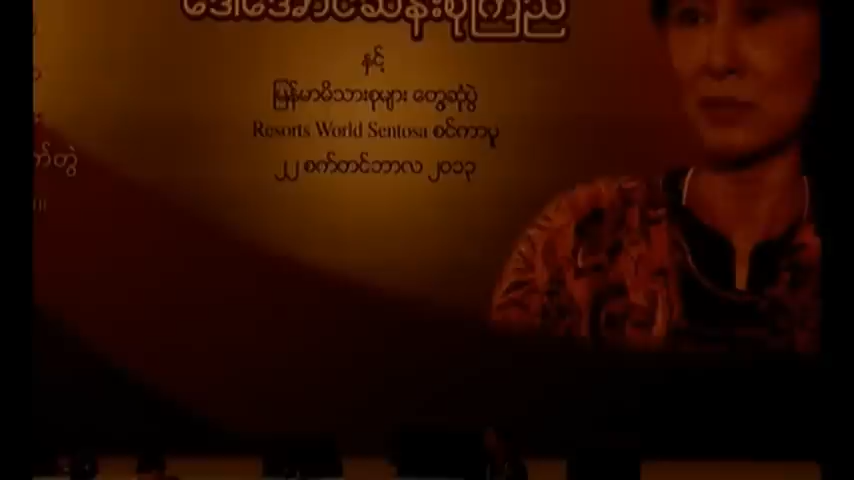 ဒေါ်အောင်ဆန်းစုကြည်
နှင့်
မြန်မာမိသားစုများ တွေ့ဆုံပွဲ
Resorts World Sentosa စင်ကာပူ
၂၂ စက်တင်ဘာလ ၂၀၁၃